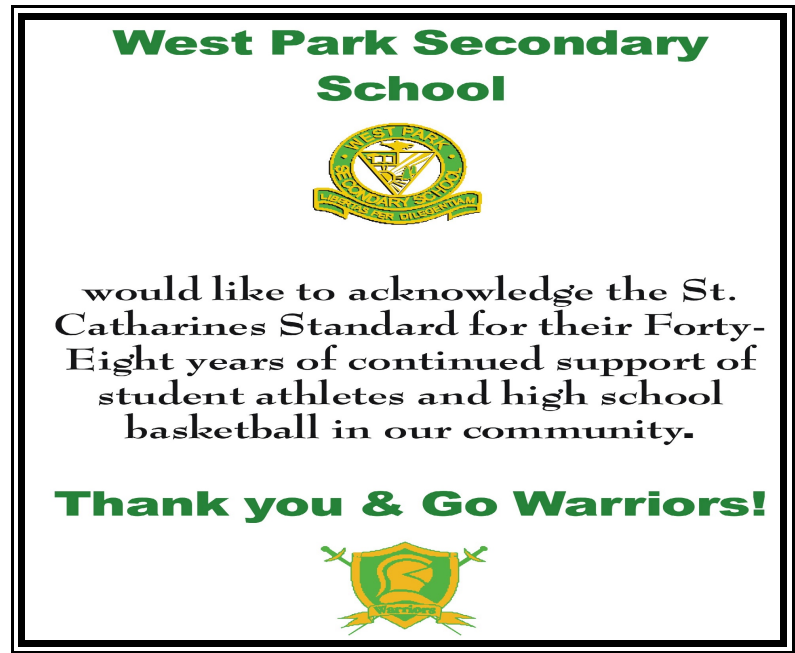 West Park Secondary
School
WEST PARK
SECONDARY SCHOOL
LIBERTAS PER DILEGENTIAM
would like to acknowledge the St.
Catharines Standard for their Forty-
Eight years of continued support of
student athletes and high school
basketball in our community.
Thank you & Go Warriors!
Warriors